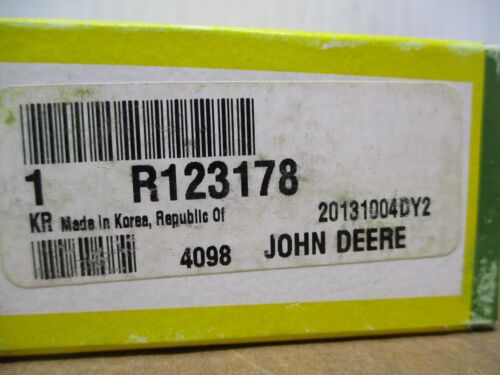 1 R123178
KR Made in Korea, Republic Of 20131004DY2
4098 JOHN DEERE